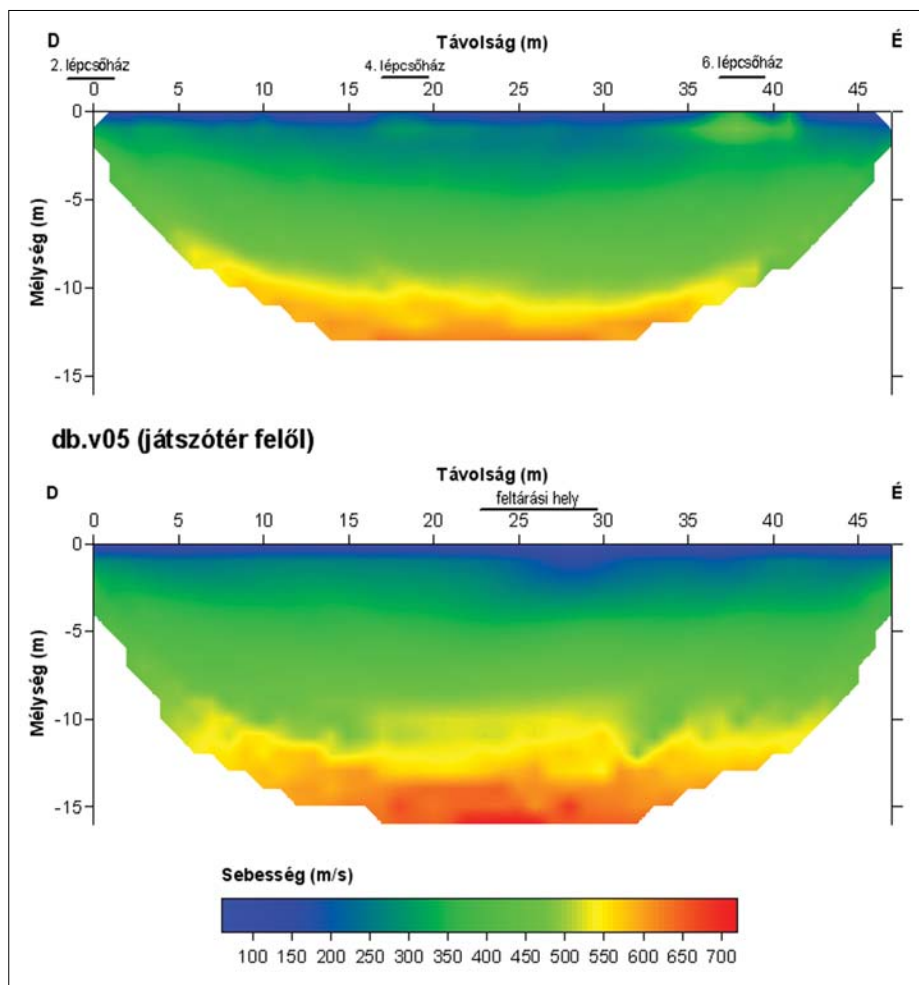 D Távolság (m) É
2. lépcsőház 4. lépcsőház 6. lépcsőház
0 5 10 15 20 25 30 35 40 45
0
-5
-10
-15
Mélység (m)
db.v05 (játszótér felől)
Távolság (m)
D feltárási hely É
0 5 10 15 20 25 30 35 40 45
0
-5
-10
-15
Mélység (m)
Sebesség (m/s)
100 150 200 250 300 350 400 450 500 550 600 650 700